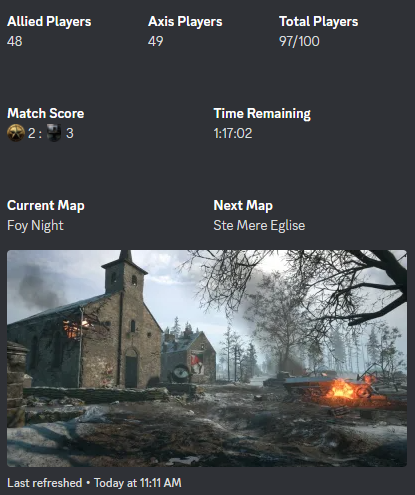 Allied Players Axis Players Total Players
48 49 97/100
Match Score Time Remaining
2 : 3 1:17:02
Current Map Next Map
Foy Night Ste Mere Eglise
Last refreshed • Today at 11:11 AM